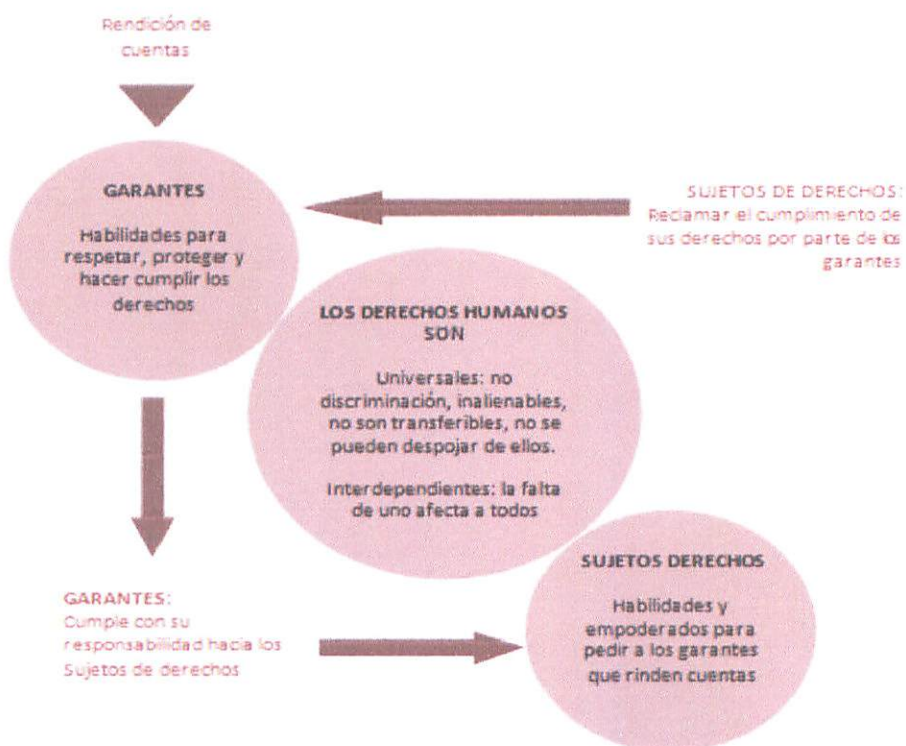 Rendición de
cuentas
GARANTES
Habilidades para
respetar, proteger y
hacer cumplir los
derechos
SUJETOS DE DERECHOS:
Reclamar el cumplimiento de
sus derechos por parte de los
garantes
LOS DERECHOS HUMANOS
SON
Universales: no
discriminación, inalienables,
no son transferibles, no se
pueden despojar de ellos.
Interdependientes: la falta
de uno afecta a todos
GARANTES:
Cumple con su
responsabilidad hacia los
Sujetos de derechos
SUJETOS DERECHOS
Habilidades y
empoderados para
pedir a los garantes
que rinden cuentas